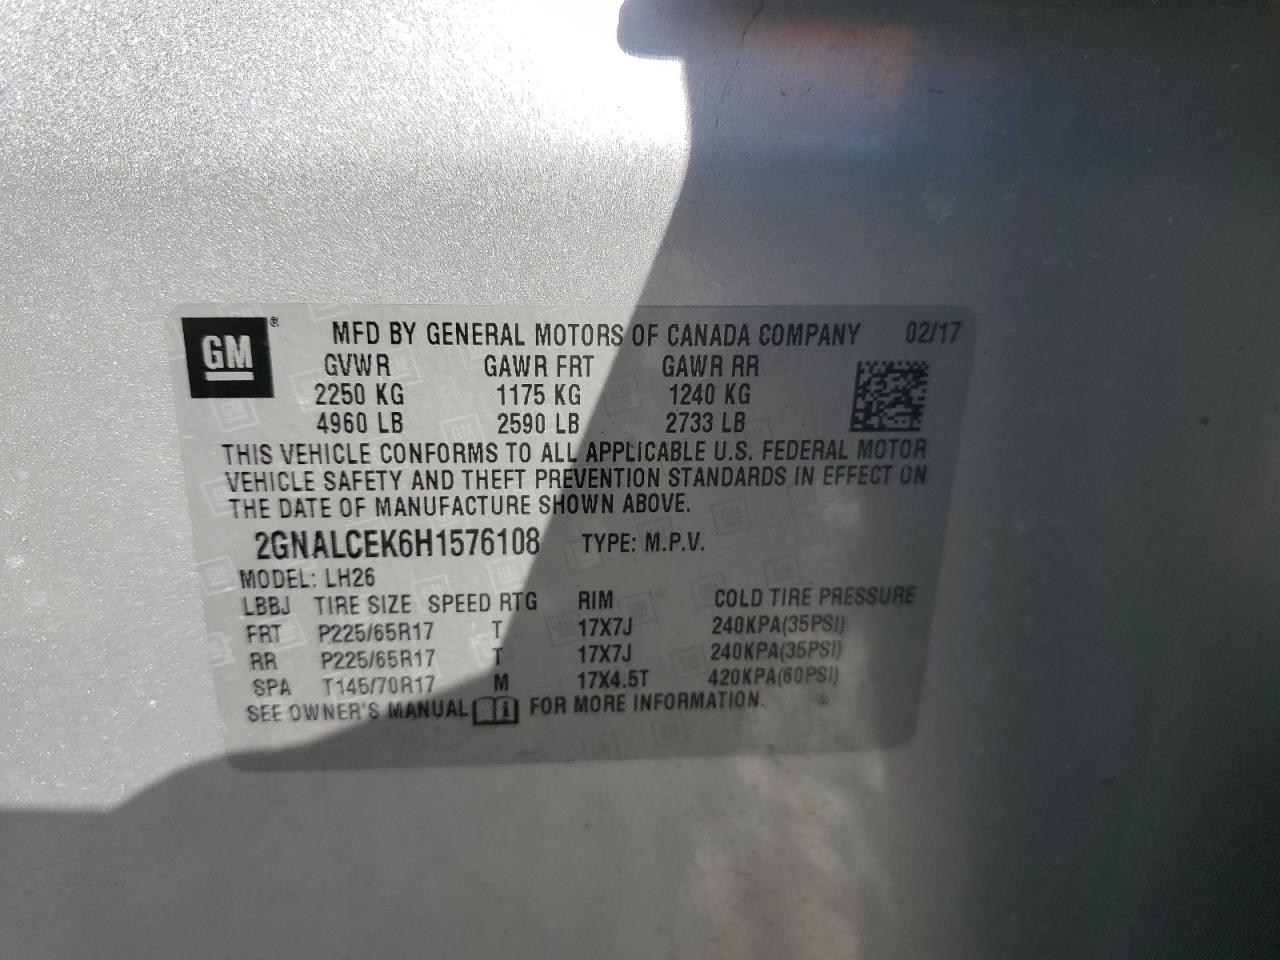 GM ®
MFD BY GENERAL MOTORS OF CANADA COMPANY 02/17
GVWR GAWR FRT GAWR RR
2250 KG 1175 KG 1240 KG
4960 LB 2590 LB 2733 LB
THIS VEHICLE CONFORMS TO ALL APPLICABLE U.S. FEDERAL MOTOR
VEHICLE SAFETY AND THEFT PREVENTION STANDARDS IN EFFECT ON
THE DATE OF MANUFACTURE SHOWN ABOVE.
2GNALCEK6H1576108 TYPE: M.P.V.
MODEL: LH26
LBBJ TIRE SIZE SPEED RTG RIM COLD TIRE PRESSURE
FRT P225/65R17 T 17X7J 240KPA(35PSI)
RR P225/65R17 T 17X7J 240KPA(35PSI)
SPA T145/70R17 M 17X4.5T 420KPA(60PSI)
SEE OWNER'S MANUAL i FOR MORE INFORMATION.